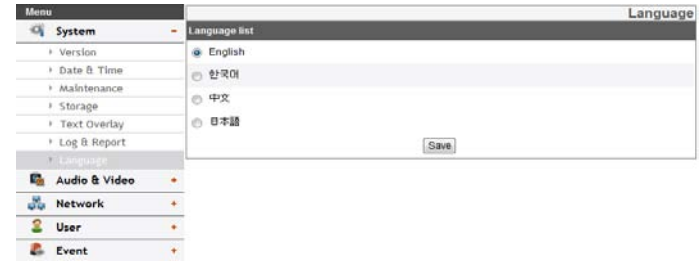 Menu
System
Version
Date & Time
Maintenance
Storage
Text Overlay
Log & Report
Language
Audio & Video
Network
User
Event
Language
Language list
English
한국어
中文
日本語
Save